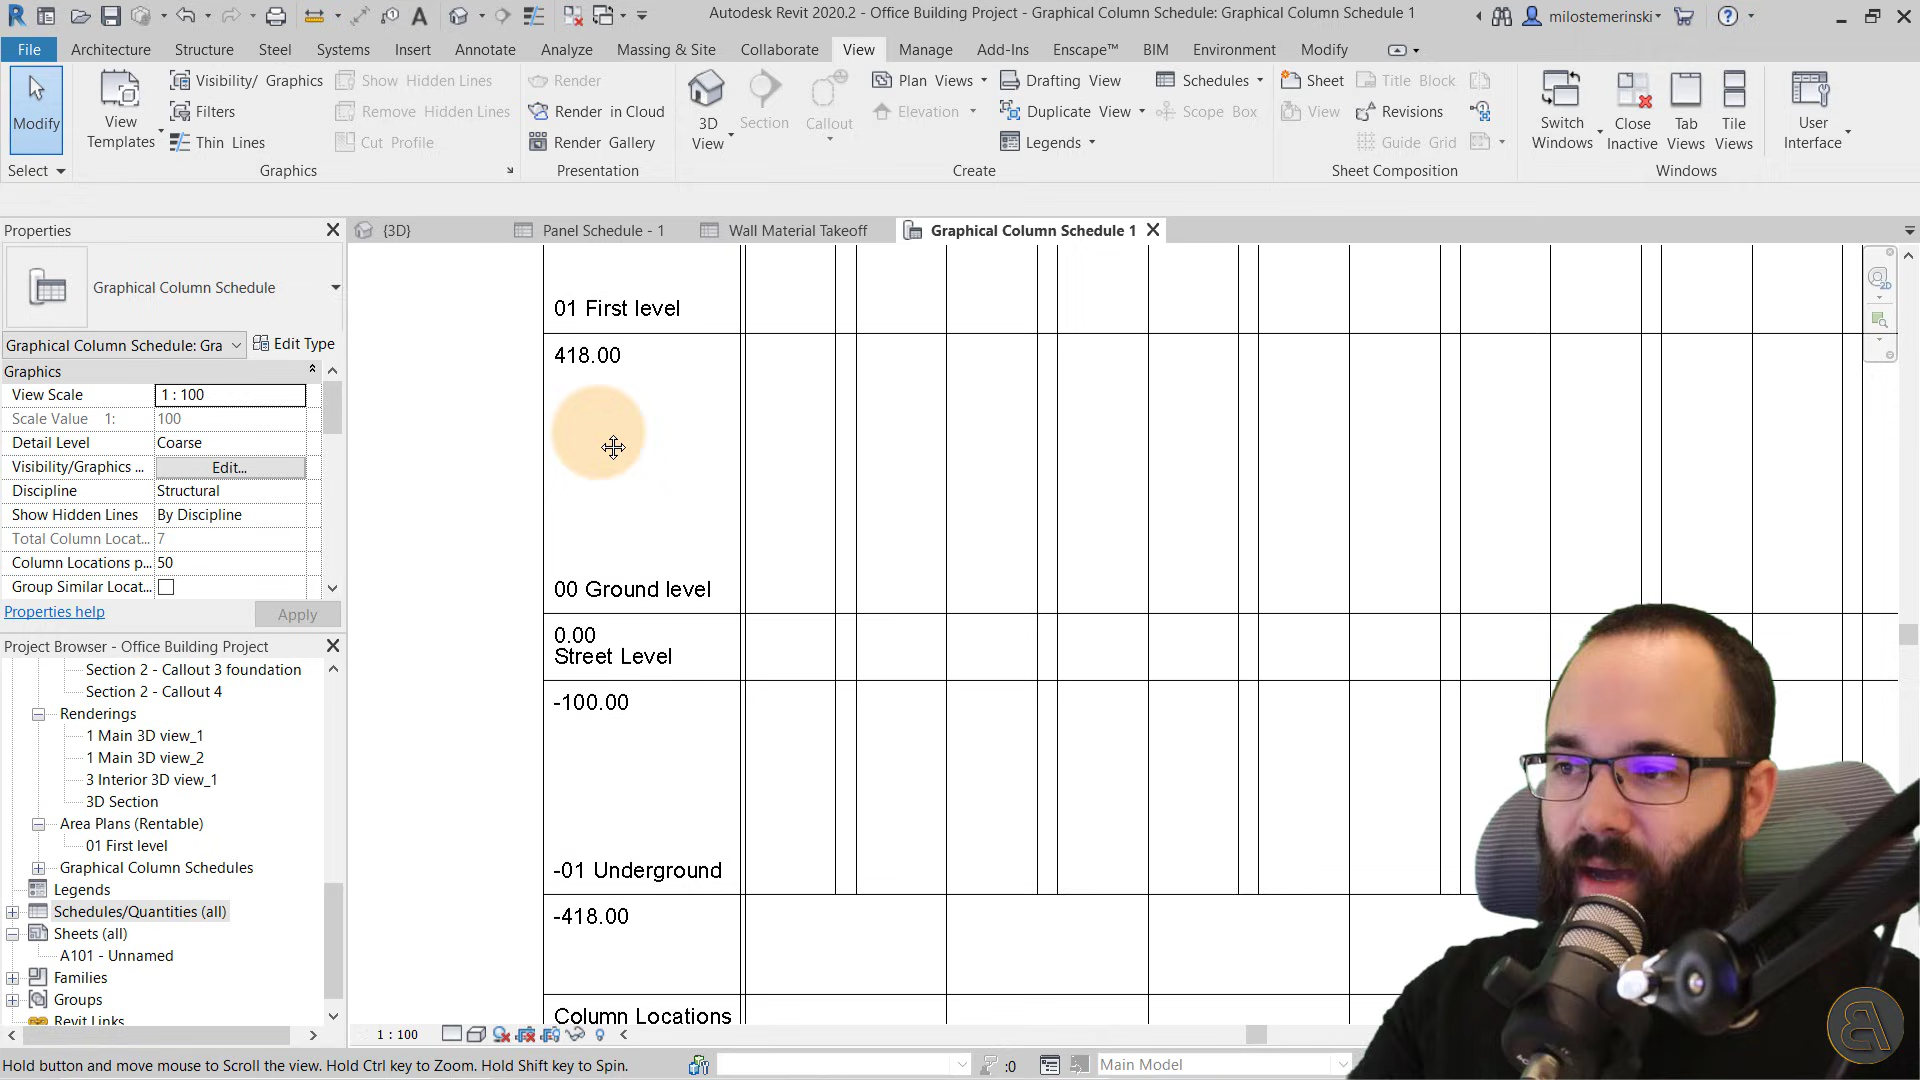 Autodesk Revit 2020.2 - Office Building Project - Graphical Column Schedule: Graphical Column Schedule 1
milostemerinski
File Architecture Structure Steel Systems Insert Annotate Analyze Massing & Site Collaborate View Manage Add-Ins Enscape™ BIM Environment Modify
Modify
View
Templates
Visibility/ Graphics
Filters
Thin Lines
Show Hidden Lines
Remove Hidden Lines
Cut Profile
Render
Render in Cloud
Render Gallery
3D
View
Section
Callout
Plan Views
Elevation
Drafting View
Duplicate View
Legends
Schedules
Scope Box
Sheet
View
Title Block
Revisions
Guide Grid
Switch
Windows
Close
Inactive
Tab
Views
Tile
Views
User
Interface
Select Graphics Presentation Create Sheet Composition Windows
Properties
{3D} Panel Schedule - 1 Wall Material Takeoff Graphical Column Schedule 1
Graphical Column Schedule
Graphical Column Schedule: Gra Edit Type
Graphics
View Scale 1 : 100
Scale Value 1: 100
Detail Level Coarse
Visibility/Graphics ... Edit...
Discipline Structural
Show Hidden Lines By Discipline
Total Column Locat... 7
Column Locations p... 50
Group Similar Locat...
Properties help Apply
Project Browser - Office Building Project
Section 2 - Callout 3 foundation
Section 2 - Callout 4
Renderings
1 Main 3D view_1
1 Main 3D view_2
3 Interior 3D view_1
3D Section
Area Plans (Rentable)
01 First level
Graphical Column Schedules
Legends
Schedules/Quantities (all)
Sheets (all)
A101 - Unnamed
Families
Groups
Revit Links
01 First level
418.00
00 Ground level
0.00
Street Level
-100.00
-01 Underground
-418.00
Column Locations
2D
1 : 100
Hold button and move mouse to Scroll the view. Hold Ctrl key to Zoom. Hold Shift key to Spin.
:0
Main Model